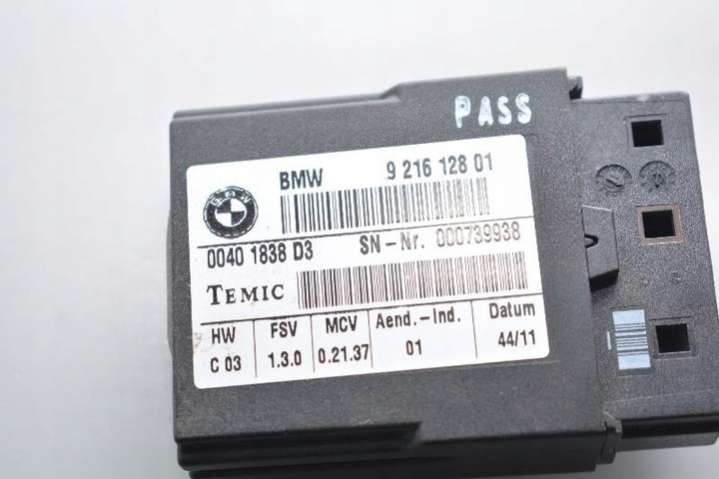 PASS
BMW 9 216 128 01
0040 1838 D3 SN-Nr. 000739938
TEMIC
HW FSV MCV Aend.-Ind. Datum
C 03 1.3.0 0.21.37 01 44/11